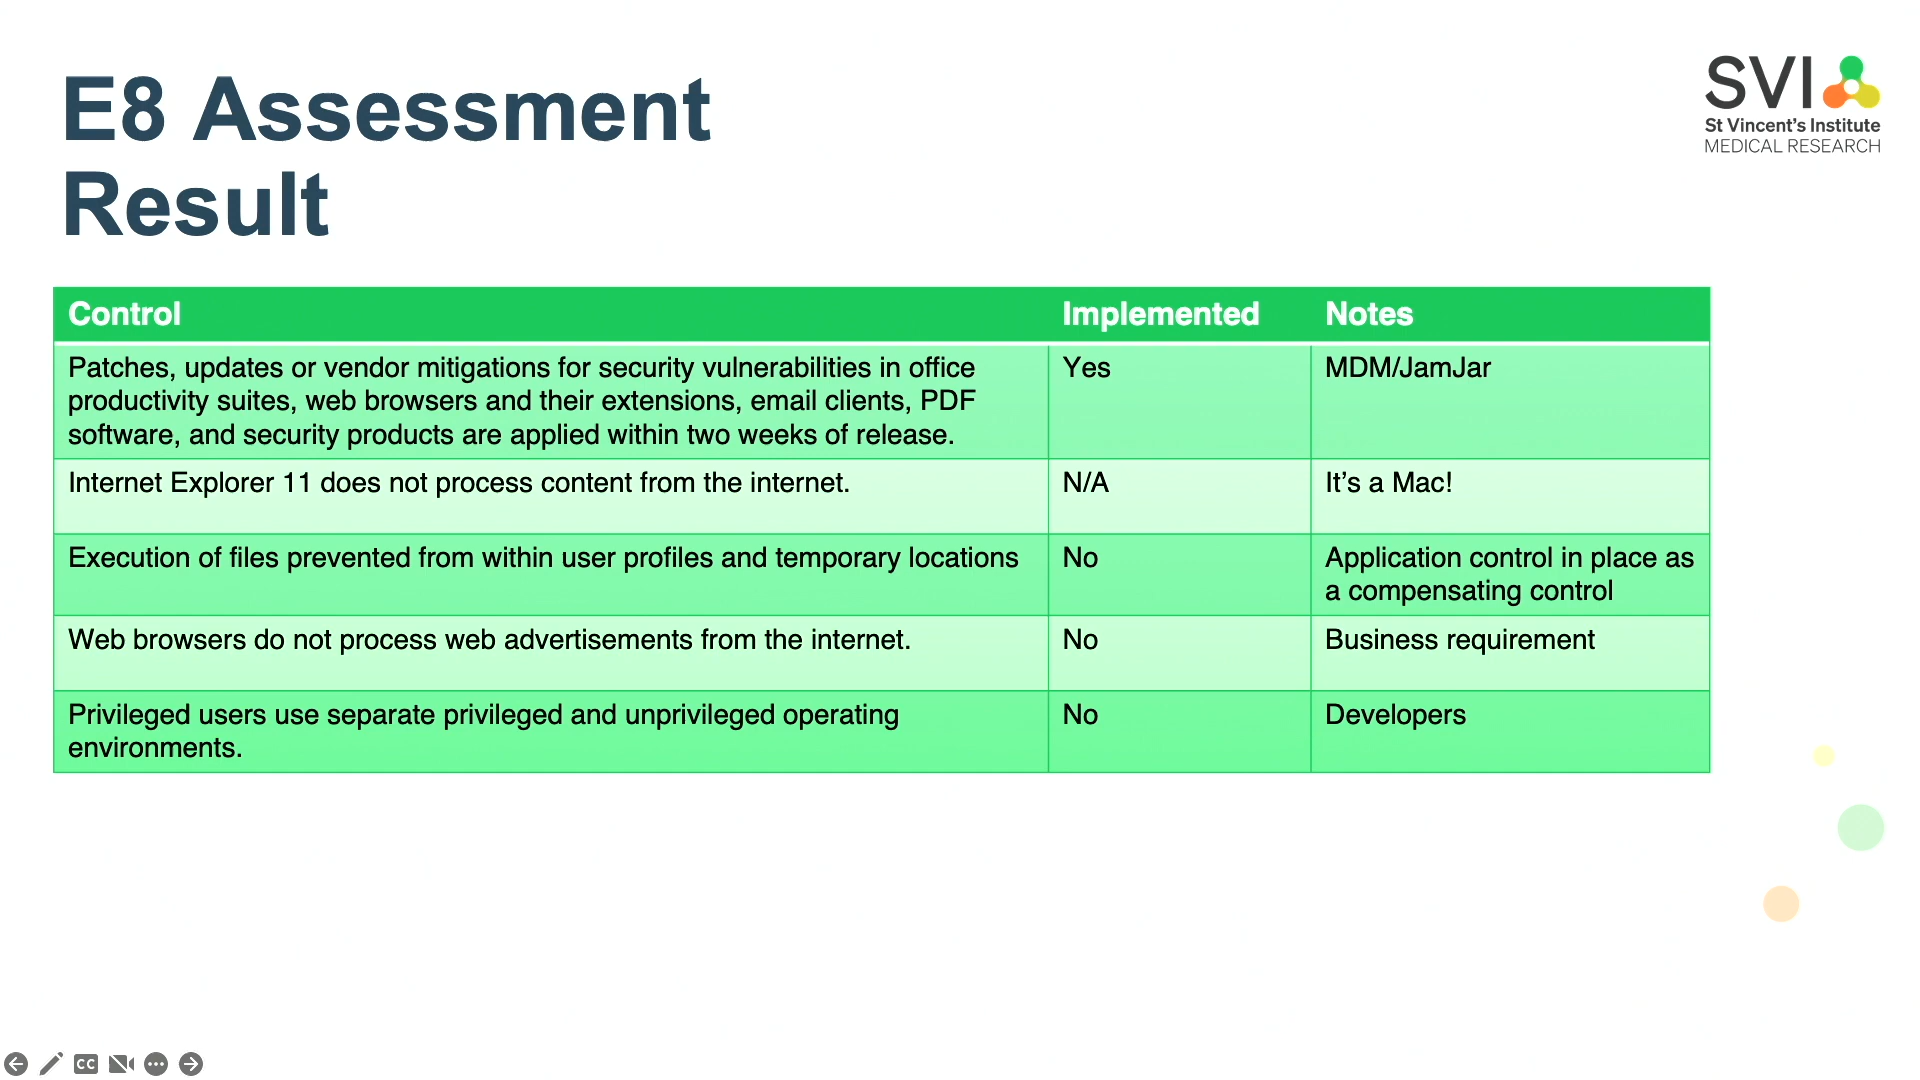 E8 Assessment
Result
SVI
St Vincent's Institute
MEDICAL RESEARCH
Control Implemented Notes
Patches, updates or vendor mitigations for security vulnerabilities in office
productivity suites, web browsers and their extensions, email clients, PDF
software, and security products are applied within two weeks of release.
Yes
MDM/JamJar
Internet Explorer 11 does not process content from the internet.
N/A
It’s a Mac!
Execution of files prevented from within user profiles and temporary locations
No
Application control in place as
a compensating control
Web browsers do not process web advertisements from the internet.
No
Business requirement
Privileged users use separate privileged and unprivileged operating
environments.
No
Developers
CC